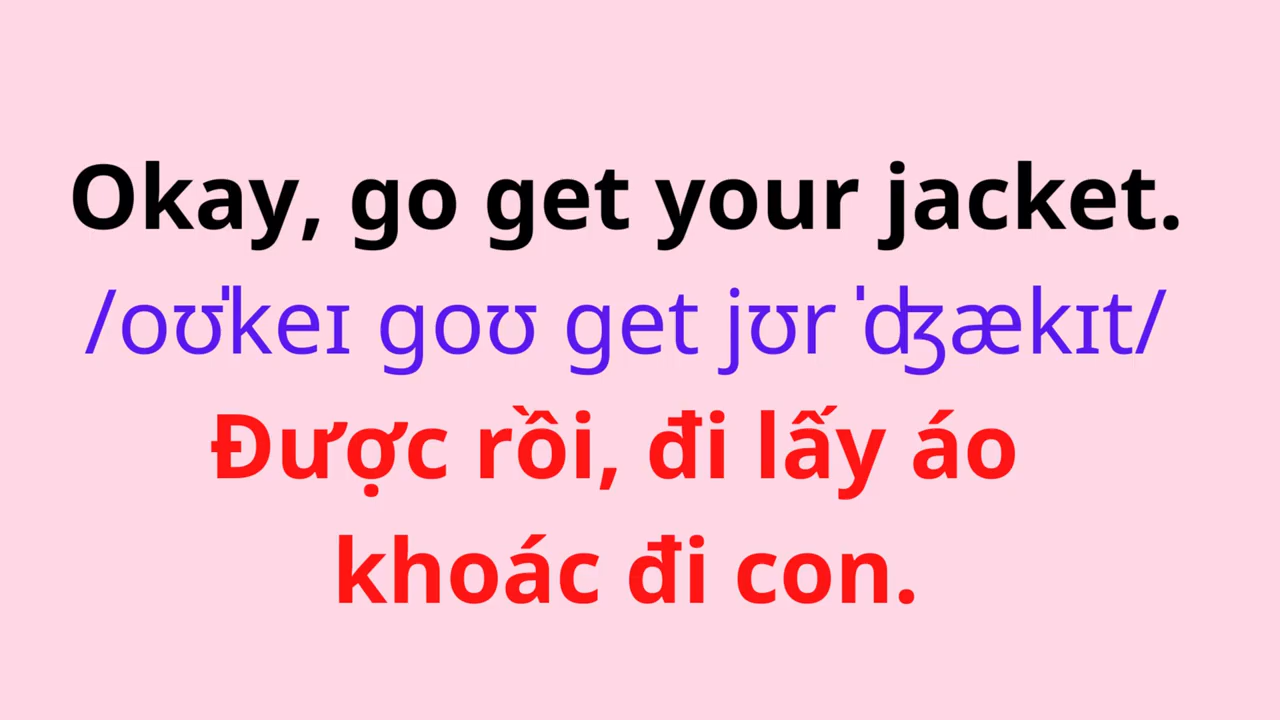 Okay, go get your jacket.
/oʊˈkeɪ goʊ get jʊr ˈʤækɪt/
Được rồi, đi lấy áo
khoác đi con.